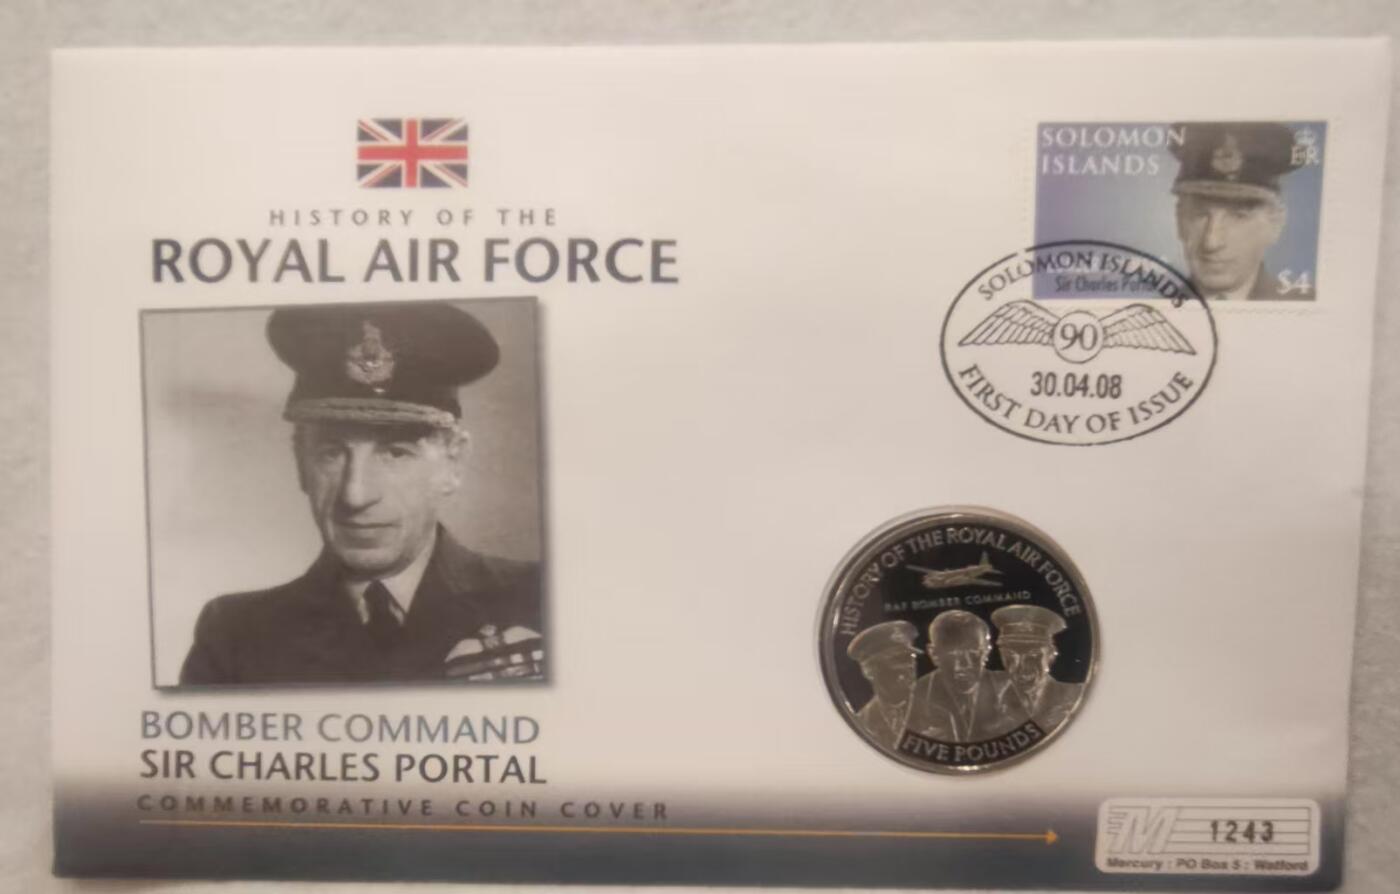 HISTORY OF THE
ROYAL AIR FORCE
BOMBER COMMAND
SIR CHARLES PORTAL
COMMEMORATIVE COIN COVER
SOLOMON
ISLANDS
ER
Sir Charles Portal
$4
SOLOMON ISLANDS
90
30.04.08
FIRST DAY OF ISSUE
HISTORY OF THE ROYAL AIR FORCE
RAF BOMBER COMMAND
FIVE POUNDS
M
1243
Mercury : PO Box 5 : Watford